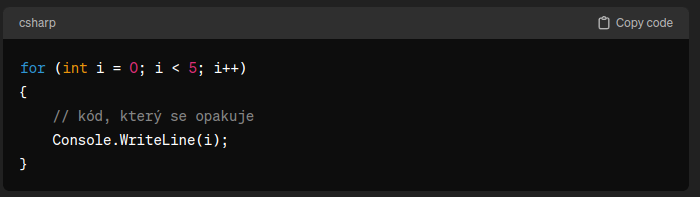 csharp
Copy code
for (int i = 0; i < 5; i++)
{
    // kód, který se opakuje
    Console.WriteLine(i);
}